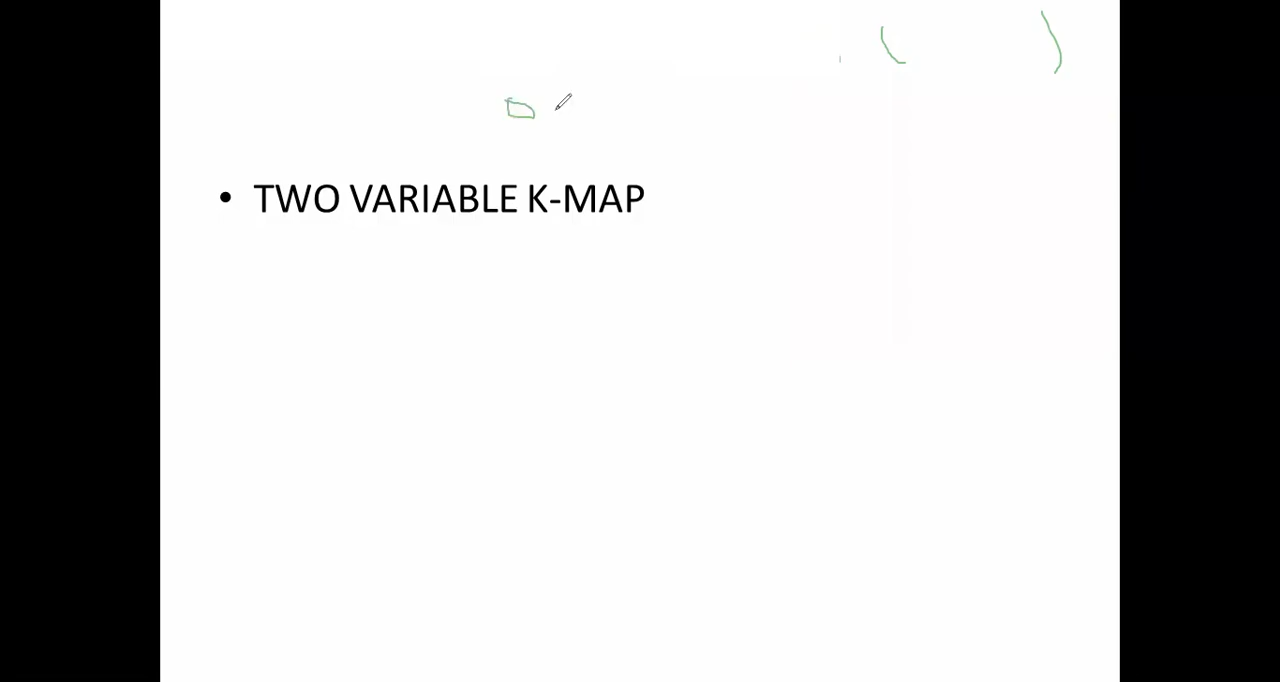 ( )
• TWO VARIABLE K-MAP